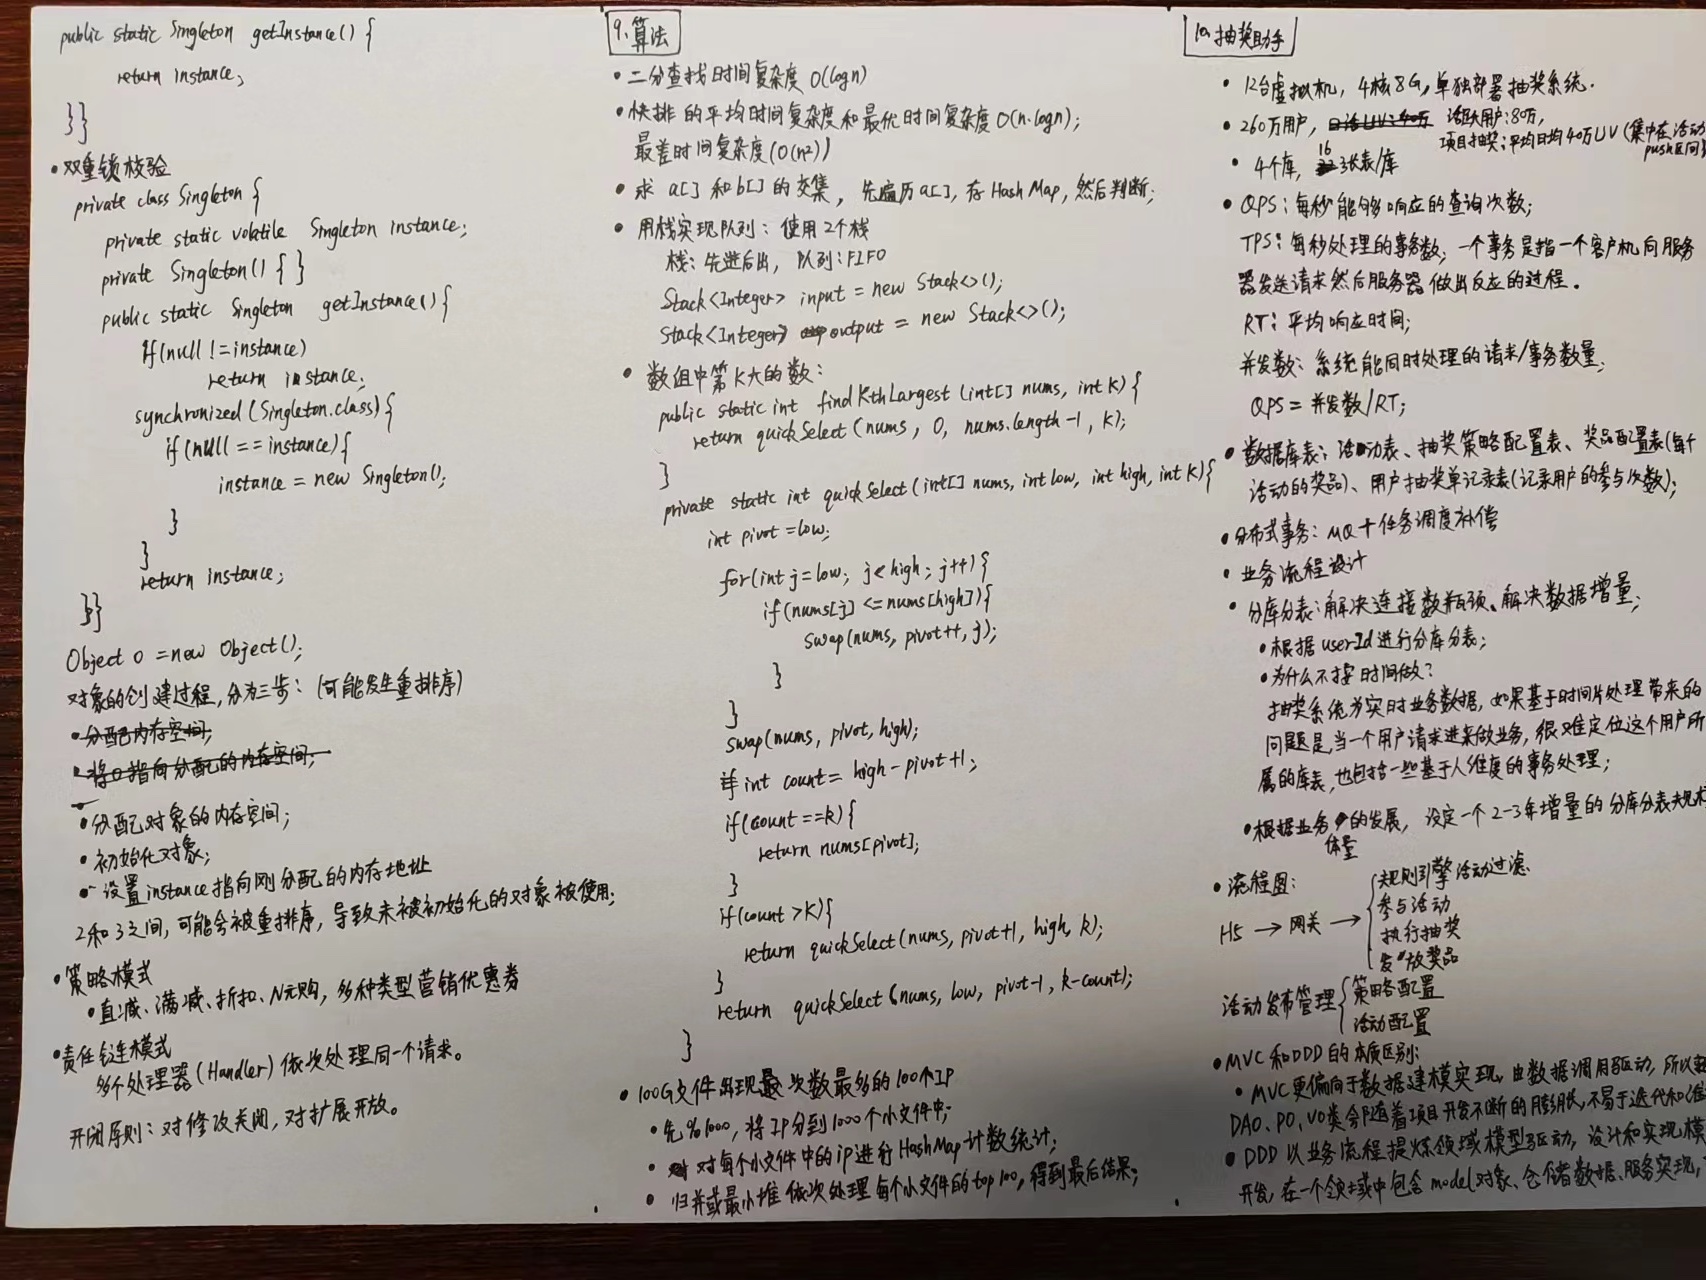 public static Singleton getInstance() {
return instance;
}}
• 双重锁校验
private class Singleton {
private static volatile Singleton instance;
private Singleton() { }
public static Singleton getInstance() {
if(null != instance)
return instance;
synchronized (Singleton.class) {
if (null == instance) {
instance = new Singleton();
}
}
return instance;
}}
Object o = new Object();
对象的创建过程,分为三步:(可能发生重排序)
• 分配内存空间;
• 将o指向分配的内存空间;
• 分配对象的内存空间;
• 初始化对象;
• 设置instance指向刚分配的内存地址
2和3之间,可能会被重排序,导致未被初始化的对象被使用;
• 策略模式
• 直减、满减、折扣、N元购,多种类型营销优惠券
• 责任链模式
多个处理器(Handler)依次处理同一个请求。
开闭原则:对修改关闭,对扩展开放。
9.算法
• 二分查找时间复杂度 O(logn)
• 快排的平均时间复杂度和最优时间复杂度O(n·logn);
最差时间复杂度(O(n²))
• 求 a[] 和b[] 的交集,先遍历a[],存HashMap,然后判断;
• 用栈实现队列:使用2个栈
栈:先进后出,队列:FIFO
Stack<Integer> input = new Stack<>();
Stack<Integer> output = new Stack<>();
• 数组中第K大的数:
public static int findKthLargest (int[] nums, int K) {
return quickSelect (nums, 0, nums.length-1, K);
}
private static int quickSelect (int[] nums, int low, int high, int K) {
int pivot = low;
for(int j=low; j<high; j++) {
if(nums[j] <= nums[high]) {
swap(nums, pivot++, j);
}
}
swap(nums, pivot, high);
int count = high-pivot+1;
if(count==k) {
return nums[pivot];
}
if(count >K) {
return quickSelect(nums, pivot+1, high, k);
}
return quickSelect(nums, low, pivot-1, k-count);
}
• 100G文件出现最 次数最多的100个IP
• 先%1000,将IP分到1000个小文件中;
• 对每个小文件中的ip进行HashMap计数统计;
• 归并或最小堆依次处理每个小文件的top100,得到最后结果;
10.抽奖助手
• 12台虚拟机,4核8G,单独部署抽奖系统.
• 260万用户,日活UV:40万 活跃用户:80万,
项目抽奖:平均日均40万UV(集中在活动
push区间
• 4个库,16张表/库
• QPS:每秒能够响应的查询次数;
TPS:每秒处理的事务数,一个事务是指一个客户机向服务
器发送请求然后服务器做出反应的过程。
RT:平均响应时间;
并发数:系统能同时处理的请求/事务数量;
QPS=并发数/RT;
• 数据库表:活动表、抽奖策略配置表、奖品配置表(每个
活动的奖品)、用户抽奖单记录表(记录用户的参与次数);
• 分布式事务:MQ+任务调度补偿
• 业务流程设计
• 分库分表:解决连接数瓶颈、解决数据增量;
• 根据userId进行分库分表;
• 为什么不按时间做?
抽奖系统为实时业务数据,如果基于时间片处理带来的
问题是,当一个用户请求进来做业务,很难定位这个用户所
属的库表,也包括一些基于人维度的事务处理;
• 根据业务体量的发展,设定一个2-3年增量的分库分表规模
• 流程图:
H5 → 网关 →
规则引擎活动过滤
参与活动
执行抽奖
发放奖品
活动发布管理
策略配置
活动配置
• MVC和DDD的本质区别:
• MVC更偏向于数据建模实现,由数据调用驱动,所以
DAO、PO、VO类会随着项目开发不断的膨胀,不易于迭代和
• DDD以业务流程提炼领域模型驱动,设计和实现模
开发,在一个领域中包含model对象、仓储数据、服务实现,